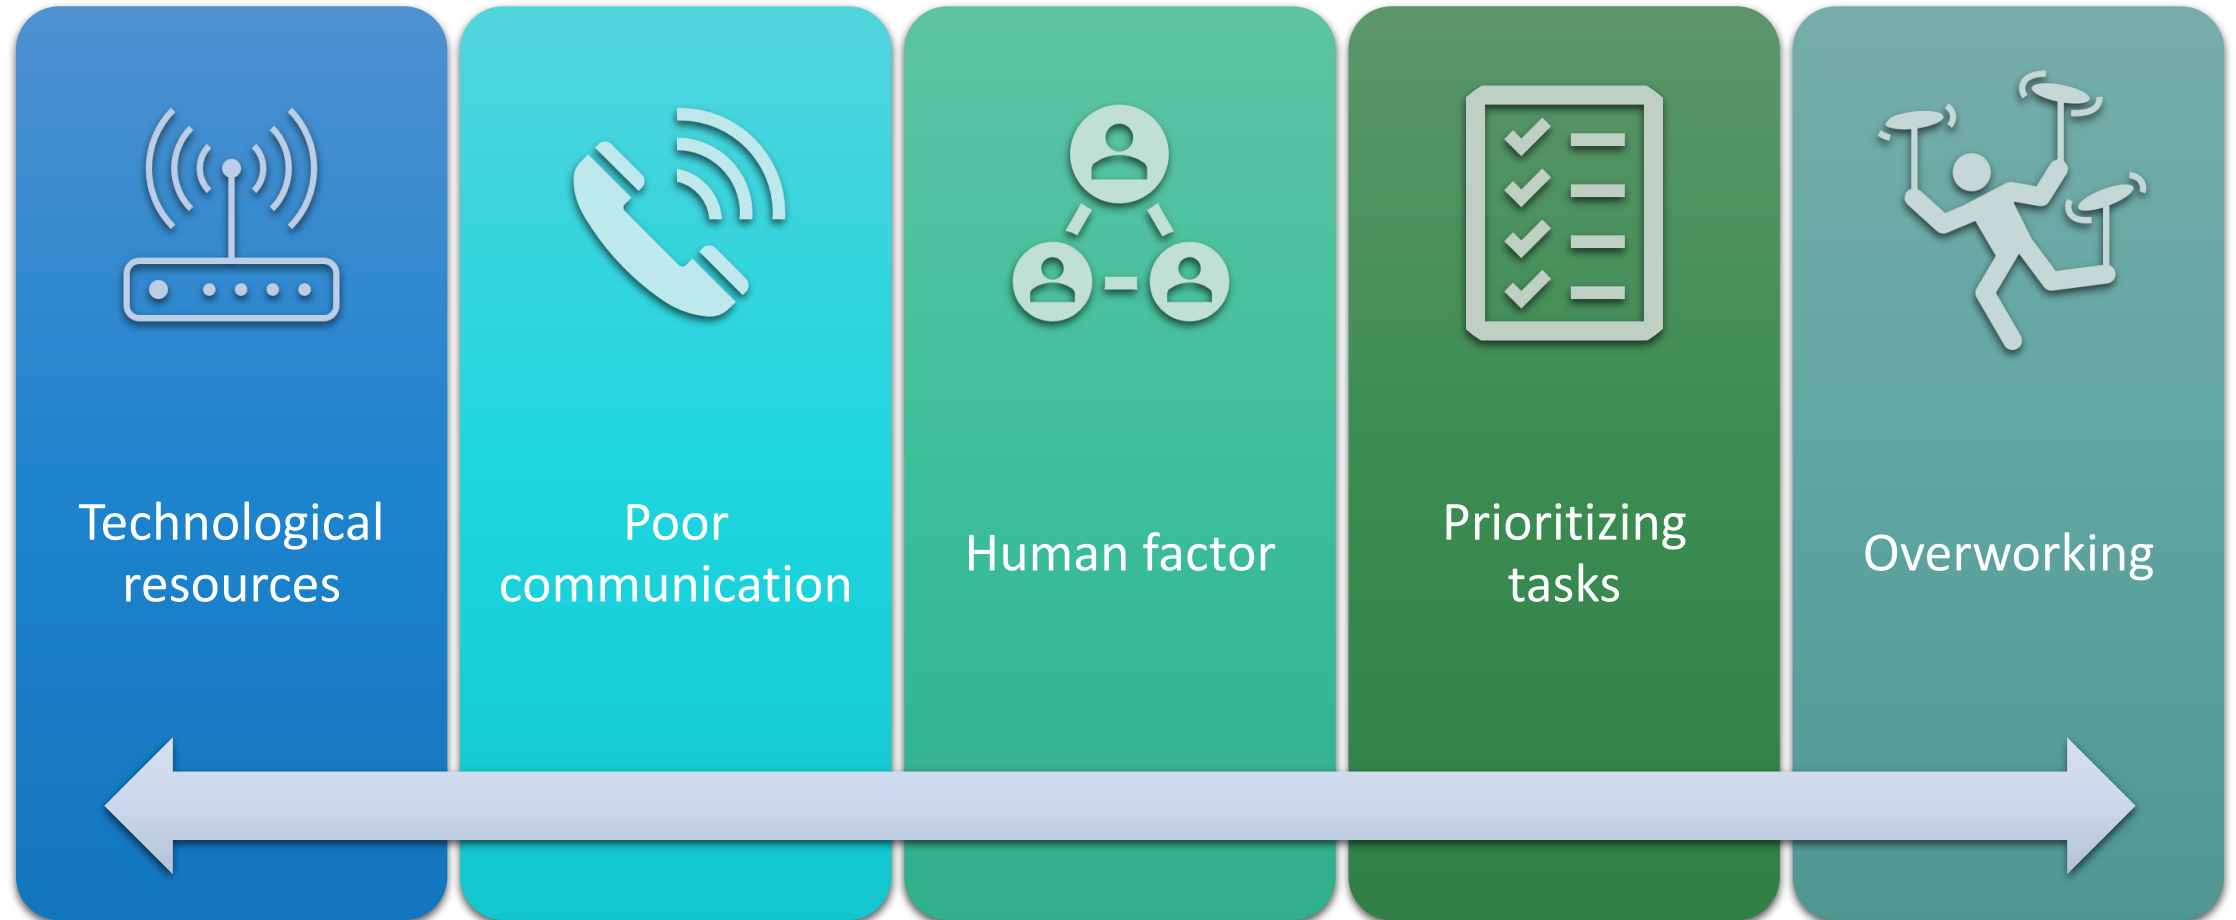 Technological
resources
Poor
communication
Human factor
Prioritizing
tasks
Overworking